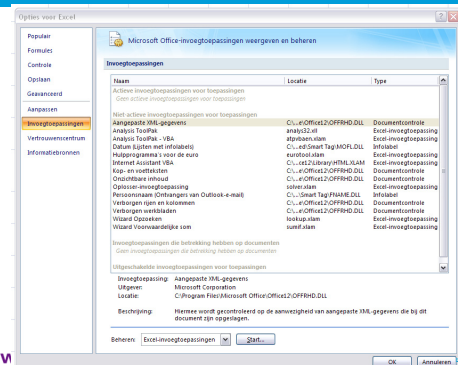 Opties voor Excel
Populair
Formules
Controle
Opslaan
Geavanceerd
Aanpassen
Invoegtoepassingen
Vertrouwenscentrum
Informatiebronnen
Microsoft Office-invoegtoepassingen weergeven en beheren
Invoegtoepassingen
Naam Locatie Type
Actieve invoegtoepassingen voor toepassingen
Geen actieve invoegtoepassingen voor toepassingen
Niet-actieve invoegtoepassingen voor toepassingen
Aangepaste XML-gegevens C:\...e\Office12\OFFRHD.DLL Documentcontrole
Analysis ToolPak analys32.xll Excel-invoegtoepassing
Analysis ToolPak - VBA atpvbaen.xlam Excel-invoegtoepassing
Datum (Lijsten met infolabels) C:\...ed\Smart Tag\MOFL.DLL Infolabel
Hulpprogramma's voor de euro eurotool.xlam Excel-invoegtoepassing
Internet Assistant VBA C:\...ce12\Library\HTML.XLAM Excel-invoegtoepassing
Kop- en voetteksten C:\...e\Office12\OFFRHD.DLL Documentcontrole
Onzichtbare inhoud C:\...e\Office12\OFFRHD.DLL Documentcontrole
Oplosser-invoegtoepassing solver.xlam Excel-invoegtoepassing
Persoonsnaam (Ontvangers van Outlook-e-mail) C:\...\Smart Tag\FNAME.DLL Infolabel
Verborgen rijen en kolommen C:\...e\Office12\OFFRHD.DLL Documentcontrole
Verborgen werkbladen C:\...e\Office12\OFFRHD.DLL Documentcontrole
Wizard Opzoeken lookup.xlam Excel-invoegtoepassing
Wizard Voorwaardelijke som sumif.xlam Excel-invoegtoepassing
Invoegtoepassingen die betrekking hebben op documenten
Geen invoegtoepassingen die betrekking hebben op documenten
Uitgeschakelde invoegtoepassingen voor toepassingen
Invoegtoepassing: Aangepaste XML-gegevens
Uitgever: Microsoft Corporation
Locatie: C:\Program Files\Microsoft Office\Office12\OFFRHD.DLL
Beschrijving: Hiermee wordt gecontroleerd op de aanwezigheid van aangepaste XML-gegevens die bij dit
document zijn opgeslagen.
Beheren: Excel-invoegtoepassingen Start...
OK Annuleren